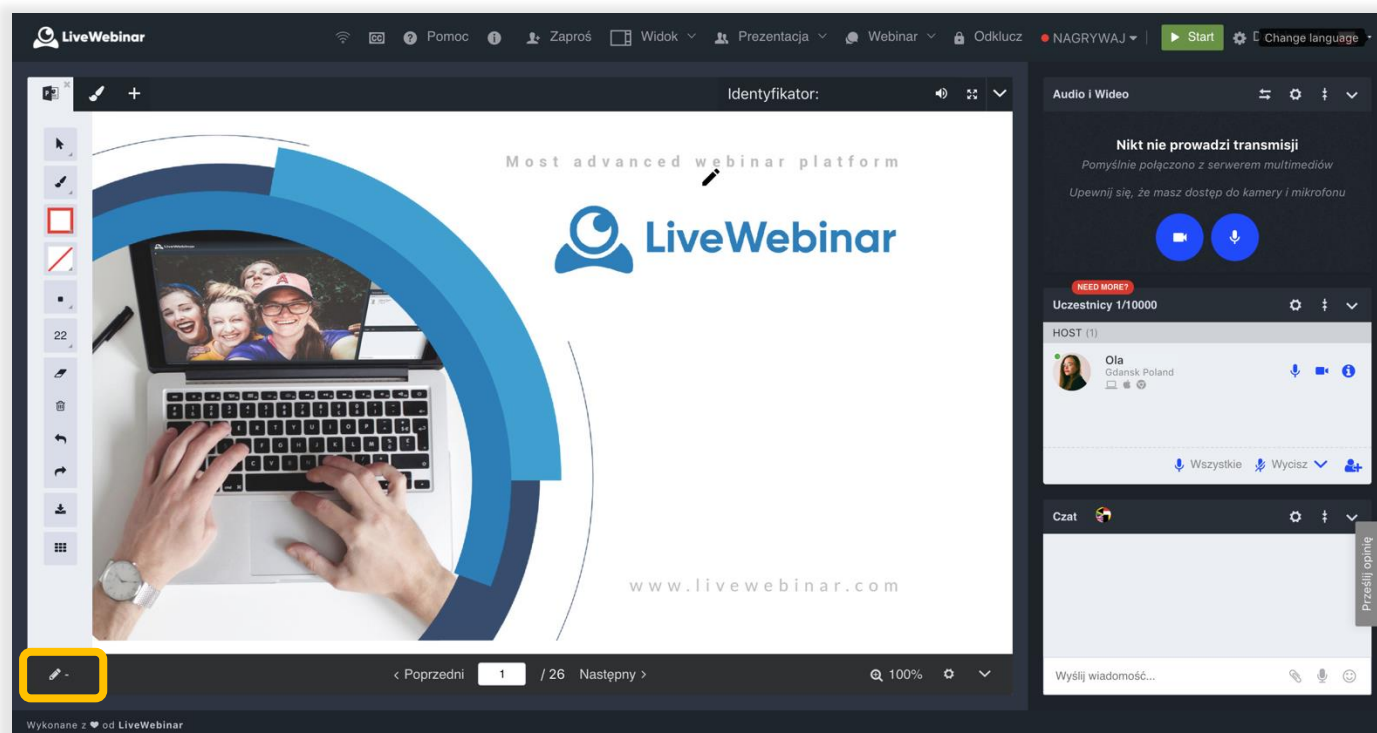 LiveWebinar
CC Pomoc Zaproś Widok Prezentacja Webinar Odklucz NAGRYWAJ Start D Change language
Identyfikator:
Most advanced webinar platform
LiveWebinar
www.livewebinar.com
22
Poprzedni 1 / 26 Następny 100%
Audio i Wideo
Nikt nie prowadzi transmisji
Pomyślnie połączono z serwerem multimediów
Upewnij się, że masz dostęp do kamery i mikrofonu
NEED MORE?
Uczestnicy 1/10000
HOST (1)
Ola
Gdansk Poland
Wszystkie Wycisz
Czat
Prześlij opinię
Wyślij wiadomość...
Wykonane z ❤ od LiveWebinar